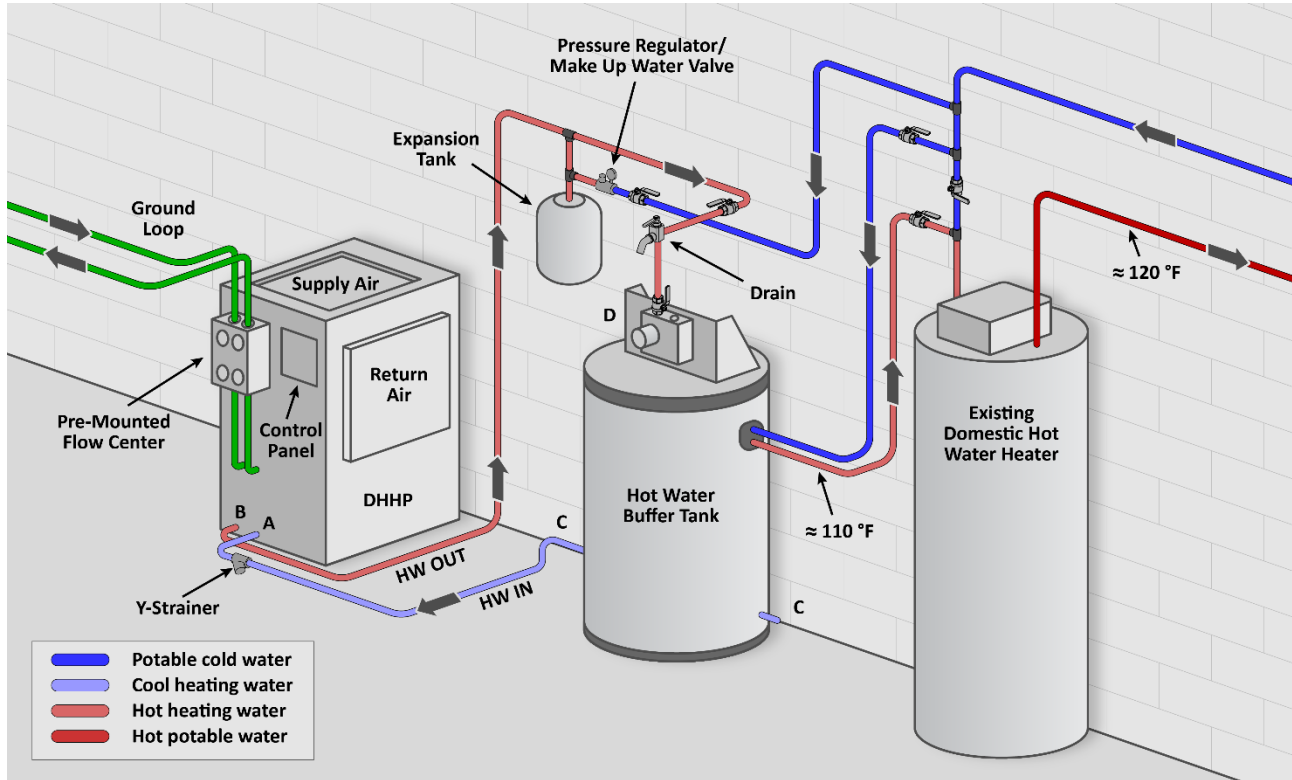 Pressure Regulator/
Make Up Water Valve
Expansion
Tank
Ground
Loop
Supply Air
Drain
≈ 120 °F
D
Return
Air
Pre-Mounted
Flow Center
Control
Panel
Existing
Domestic Hot
Water Heater
DHHP
Hot Water
Buffer Tank
B
A
C
≈ 110 °F
HW OUT
HW IN
Y-Strainer
C
Potable cold water
Cool heating water
Hot heating water
Hot potable water